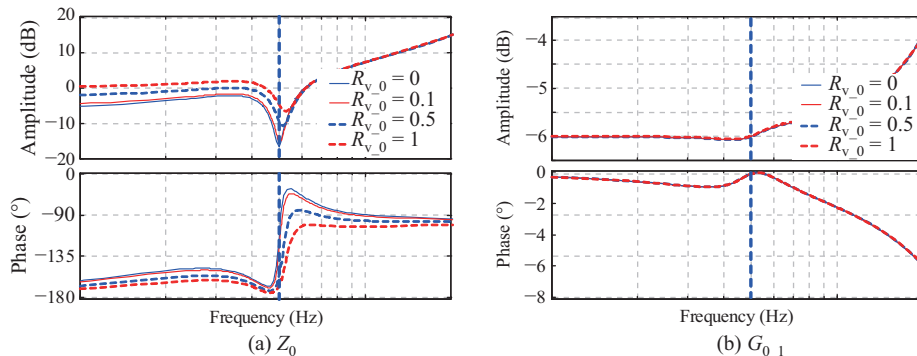 20
10
0
−10
20
Amplitude (dB)
R_v_0 = 0
R_v_0 = 0.1
R_v_0 = 0.5
R_v_0 = 1
0
−90
−135
−180
Phase (°)
Frequency (Hz)
(a) Z_0
−4
−5
−6
Amplitude (dB)
R_v_0 = 0
R_v_0 = 0.1
R_v_0 = 0.5
R_v_0 = 1
0
−2
−4
−6
−8
Phase (°)
Frequency (Hz)
(b) G_0_1